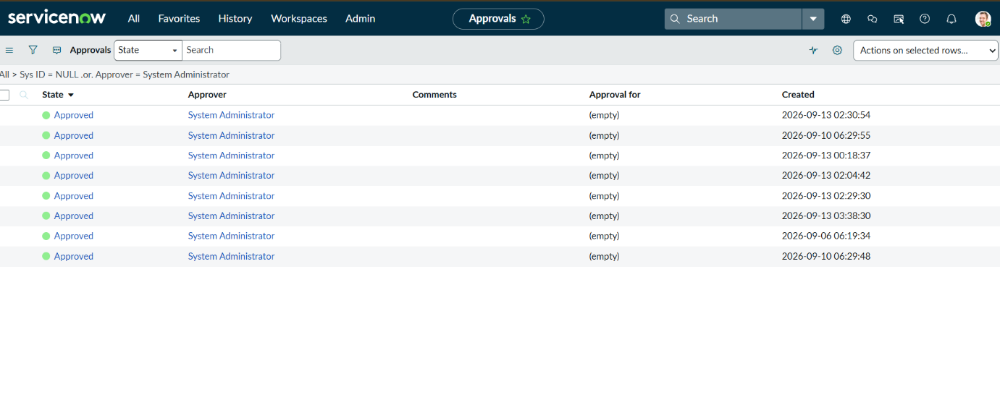 servicenow All Favorites History Workspaces Admin Approvals Search
Approvals State Search Actions on selected rows...
All > Sys ID = NULL .or. Approver = System Administrator
State Approver Comments Approval for Created
Approved System Administrator (empty) 2026-09-13 02:30:54
Approved System Administrator (empty) 2026-09-10 06:29:55
Approved System Administrator (empty) 2026-09-13 00:18:37
Approved System Administrator (empty) 2026-09-13 02:04:42
Approved System Administrator (empty) 2026-09-13 02:29:30
Approved System Administrator (empty) 2026-09-13 03:38:30
Approved System Administrator (empty) 2026-09-06 06:19:34
Approved System Administrator (empty) 2026-09-10 06:29:48